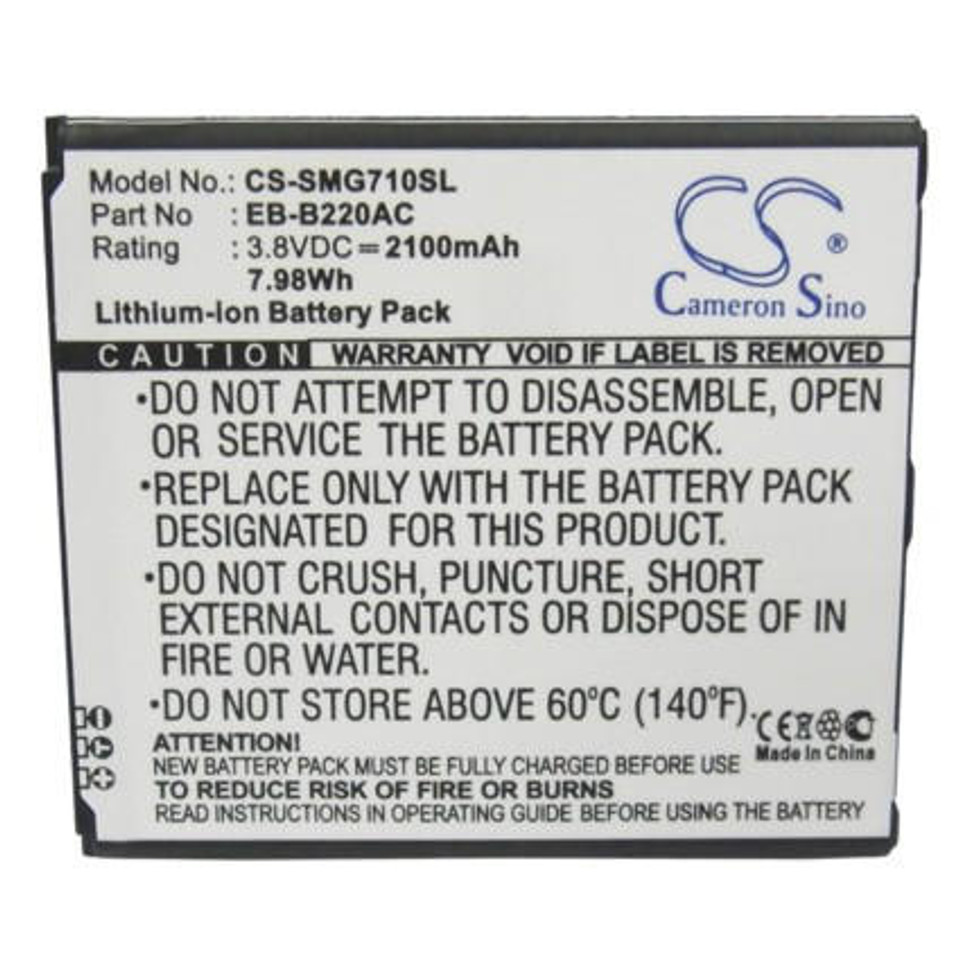 Model No.: CS-SMG710SL
Part No : EB-B220AC
Rating : 3.8VDC ⎓ 2100mAh
7.98Wh
Lithium-ion Battery Pack
CS ®
Cameron Sino
CAUTION WARRANTY VOID IF LABEL IS REMOVED
•DO NOT ATTEMPT TO DISASSEMBLE, OPEN
OR SERVICE THE BATTERY PACK.
•REPLACE ONLY WITH THE BATTERY PACK
DESIGNATED FOR THIS PRODUCT.
•DO NOT CRUSH, PUNCTURE, SHORT
EXTERNAL CONTACTS OR DISPOSE OF IN
FIRE OR WATER.
•DO NOT STORE ABOVE 60°C (140°F).
CE
Made In China
ATTENTION!
NEW BATTERY PACK MUST BE FULLY CHARGED BEFORE USE
TO REDUCE RISK OF FIRE OR BURNS
READ INSTRUCTIONS IN OPERATING GUIDE BEFORE USING THE BATTERY